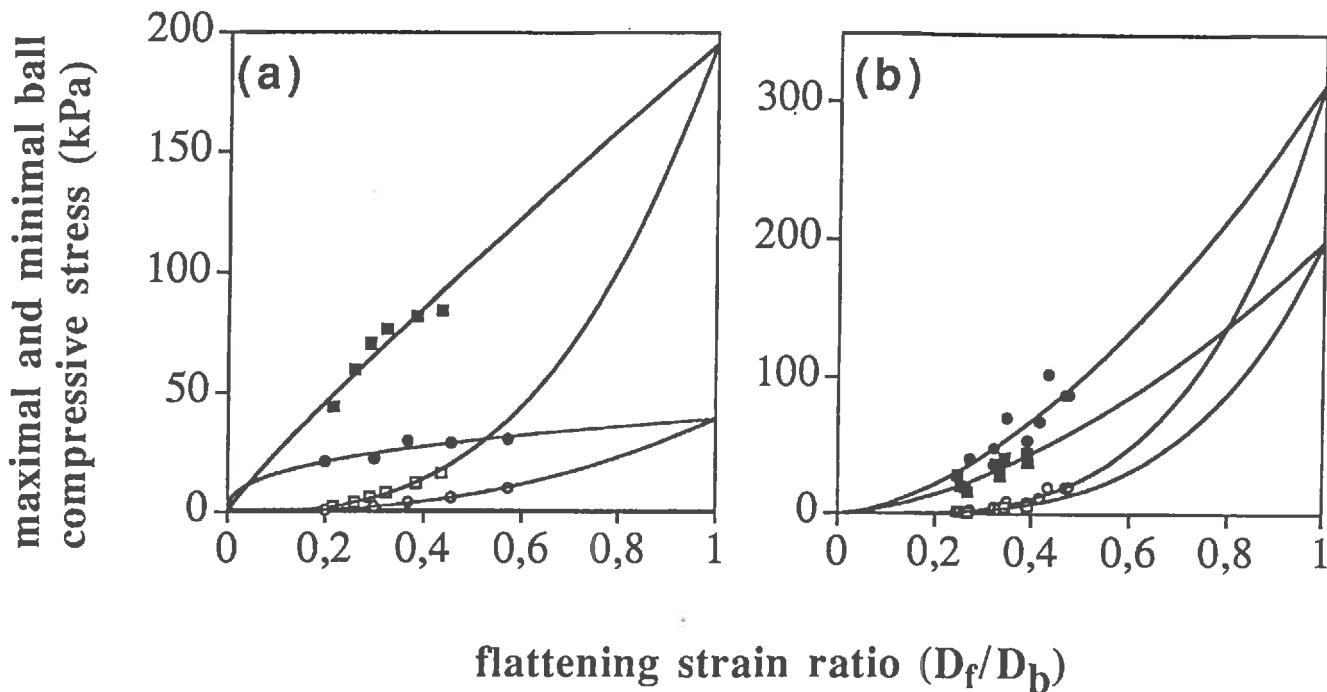 maximal and minimal ball
compressive stress (kPa)
(a)
200
150
100
50
0
0 0,2 0,4 0,6 0,8 1
(b)
300
200
100
0
0 0,2 0,4 0,6 0,8 1
flattening strain ratio (Df/Db)